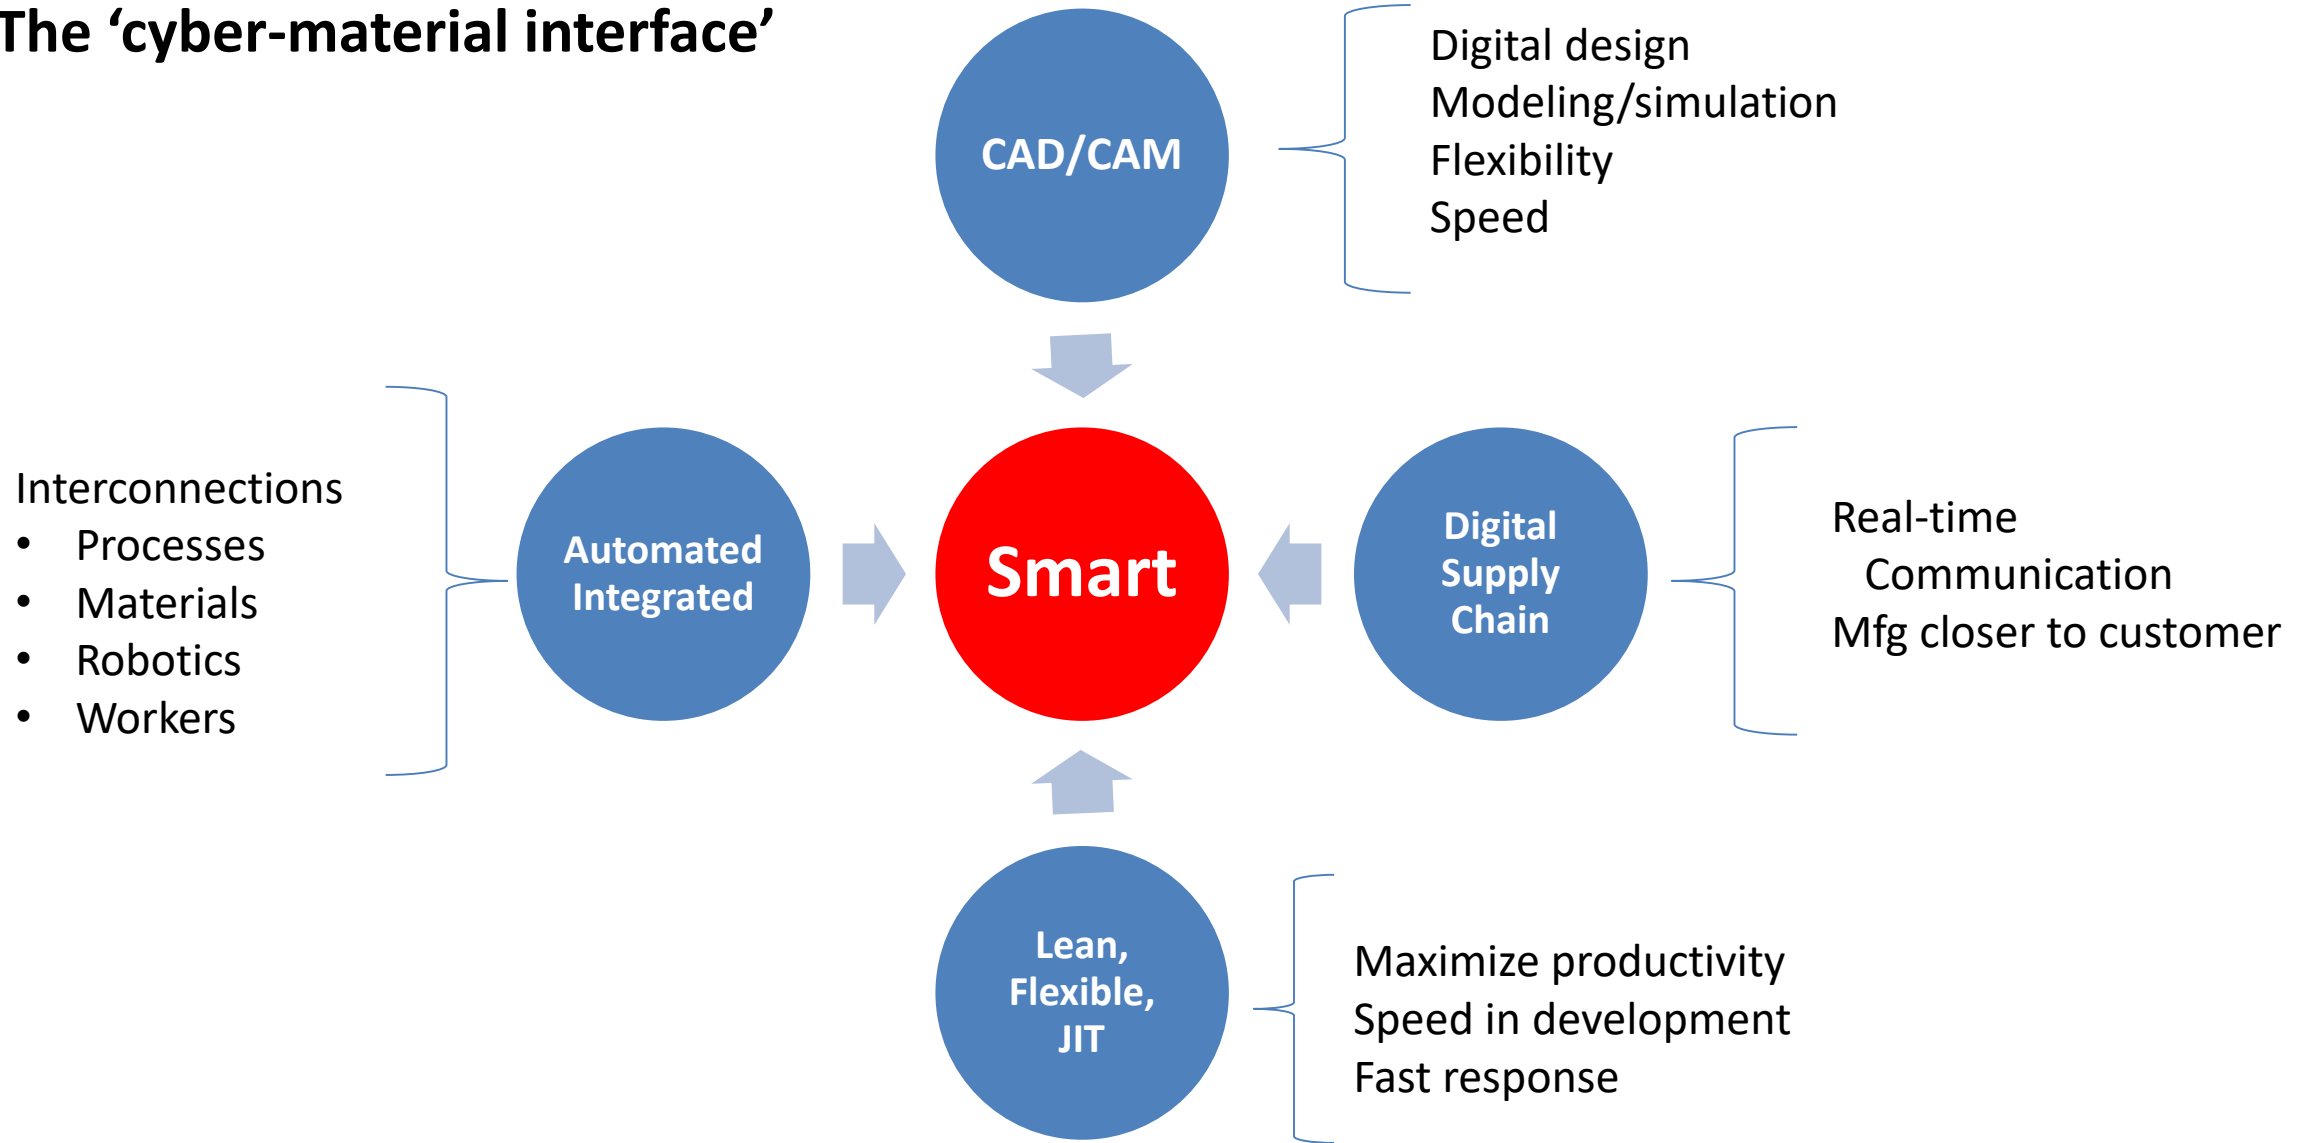 The ‘cyber-material interface’
CAD/CAM
Digital design
Modeling/simulation
Flexibility
Speed
Interconnections
• Processes
• Materials
• Robotics
• Workers
Automated
Integrated
Smart
Digital
Supply
Chain
Real-time
Communication
Mfg closer to customer
Lean,
Flexible,
JIT
Maximize productivity
Speed in development
Fast response